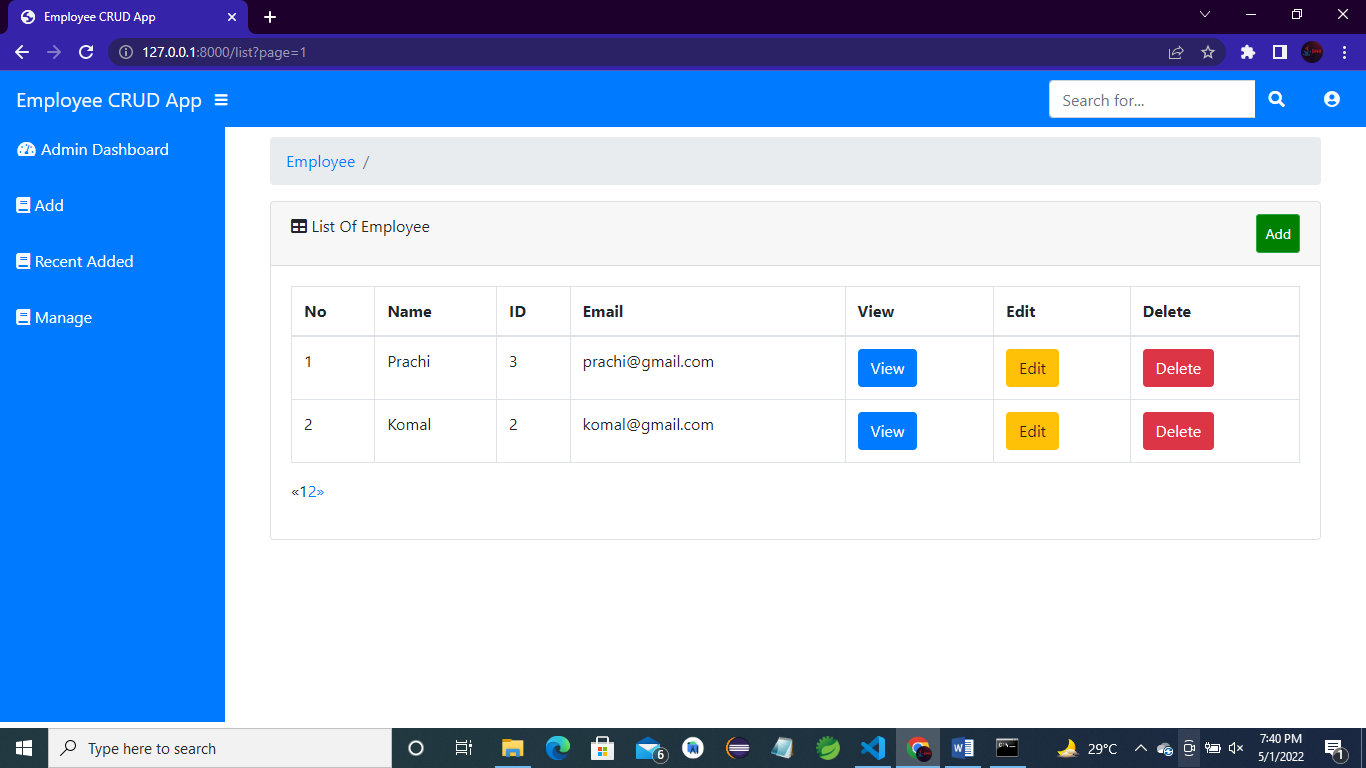 Employee CRUD App
127.0.0.1:8000/list?page=1
Employee CRUD App
Search for...
Admin Dashboard
Add
Recent Added
Manage
Employee /
List Of Employee
Add
No Name ID Email View Edit Delete
1 Prachi 3 prachi@gmail.com View Edit Delete
2 Komal 2 komal@gmail.com View Edit Delete
«12»
Type here to search
6
29°C
7:40 PM
5/1/2022
1